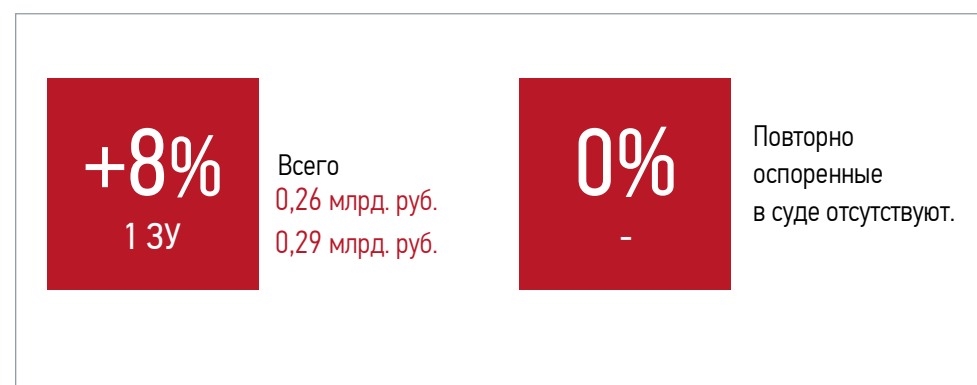 +8%
1 ЗУ
Всего
0,26 млрд. руб.
0,29 млрд. руб.
0%
-
Повторно
оспоренные
в суде отсутствуют.